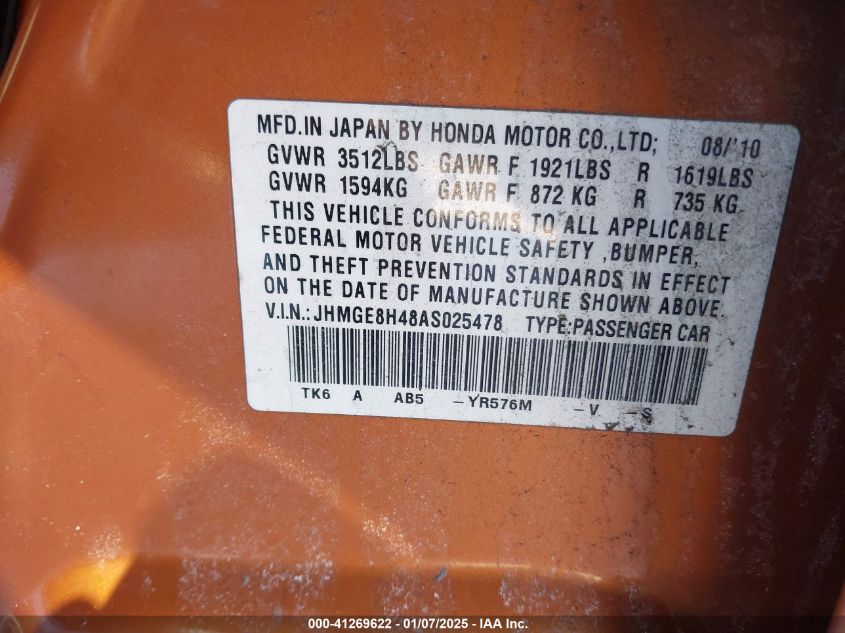 MFD.IN JAPAN BY HONDA MOTOR CO.,LTD; 08/'10
GVWR 3512LBS GAWR F 1921LBS R 1619LBS
GVWR 1594KG GAWR F 872 KG R 735 KG
THIS VEHICLE CONFORMS TO ALL APPLICABLE
FEDERAL MOTOR VEHICLE SAFETY ,BUMPER,
AND THEFT PREVENTION STANDARDS IN EFFECT
ON THE DATE OF MANUFACTURE SHOWN ABOVE.
V.I.N.:JHMGE8H48AS025478 TYPE:PASSENGER CAR
TK6 A AB5 -YR576M -V -S
000-41269622 - 01/07/2025 - IAA Inc.